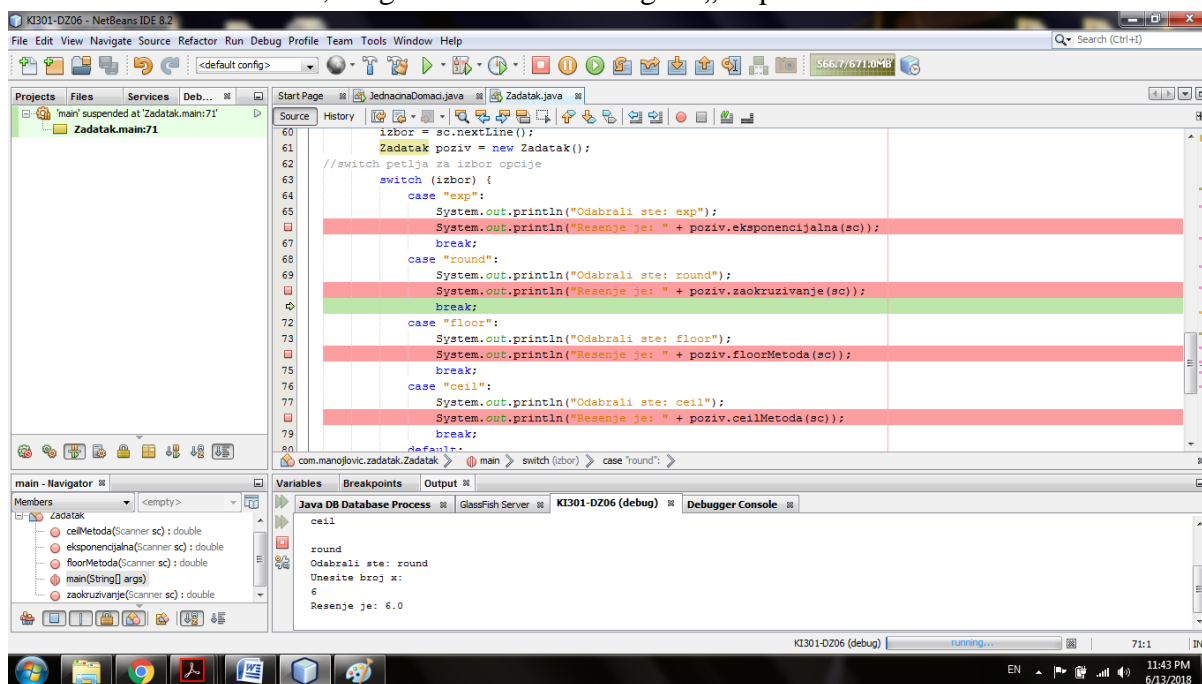 KI301-DZ06 - NetBeans IDE 8.2
File Edit View Navigate Source Refactor Run Debug Profile Team Tools Window Help
Search (Ctrl+I)
<default config>
566.7/671.0MB
Projects Files Services Deb...
'main' suspended at 'Zadatak.main:71'
Zadatak.main:71
Start Page JednacinaDomaci.java Zadatak.java
Source History
60 izbor = sc.nextLine();
61 Zadatak poziv = new Zadatak();
62 //switch petlja za izbor opcije
63 switch (izbor) {
64 case "exp":
65 System.out.println("Odabrali ste: exp");
System.out.println("Resenje je: " + poziv.eksponencijalna(sc));
67 break;
68 case "round":
69 System.out.println("Odabrali ste: round");
System.out.println("Resenje je: " + poziv.zaokruzivanje(sc));
break;
72 case "floor":
73 System.out.println("Odabrali ste: floor");
System.out.println("Resenje je: " + poziv.floorMetoda(sc));
75 break;
76 case "ceil":
77 System.out.println("Odabrali ste: ceil");
System.out.println("Resenje je: " + poziv.ceilMetoda(sc));
79 break;
80 default:
com.manojlovic.zadatak.Zadatak main switch (izbor) case "round":
main - Navigator
Members <empty>
Zadatak
ceilMetoda(Scanner sc) : double
eksponencijalna(Scanner sc) : double
floorMetoda(Scanner sc) : double
main(String[] args)
zaokruzivanje(Scanner sc) : double
Variables Breakpoints Output
Java DB Database Process GlassFish Server KI301-DZ06 (debug) Debugger Console
ceil
round
Odabrali ste: round
Unesite broj x:
6
Resenje je: 6.0
KI301-DZ06 (debug) running... 71:1 IN
EN 11:43 PM
6/13/2018